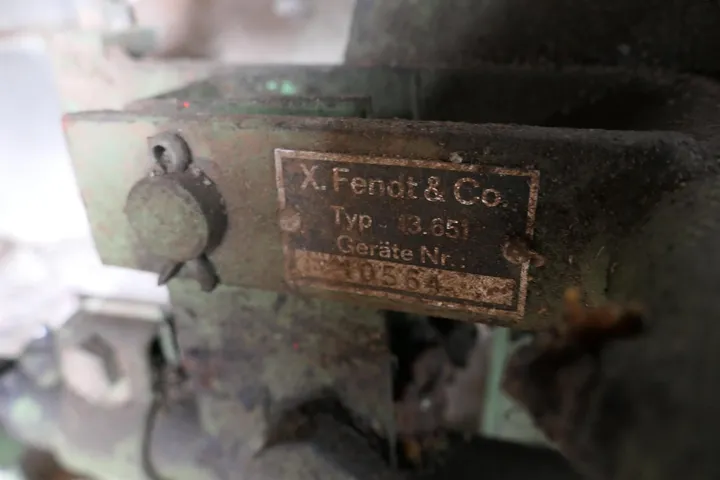 X. Fendt & Co.
Typ - 13.651
Geräte Nr.:
10564